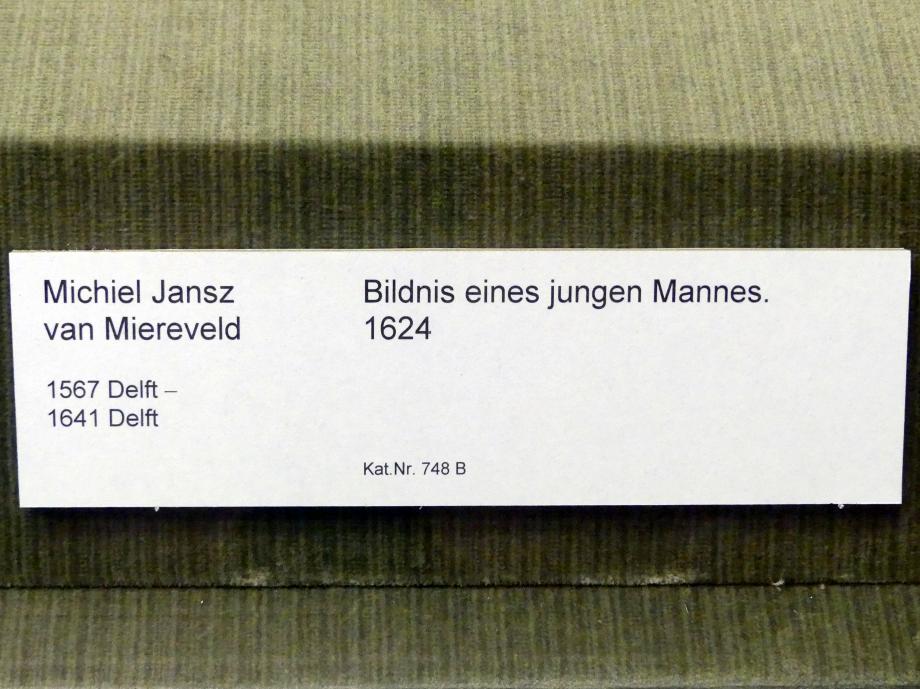 Michiel Jansz
van Miereveld
1567 Delft –
1641 Delft
Bildnis eines jungen Mannes.
1624
Kat.Nr. 748 B